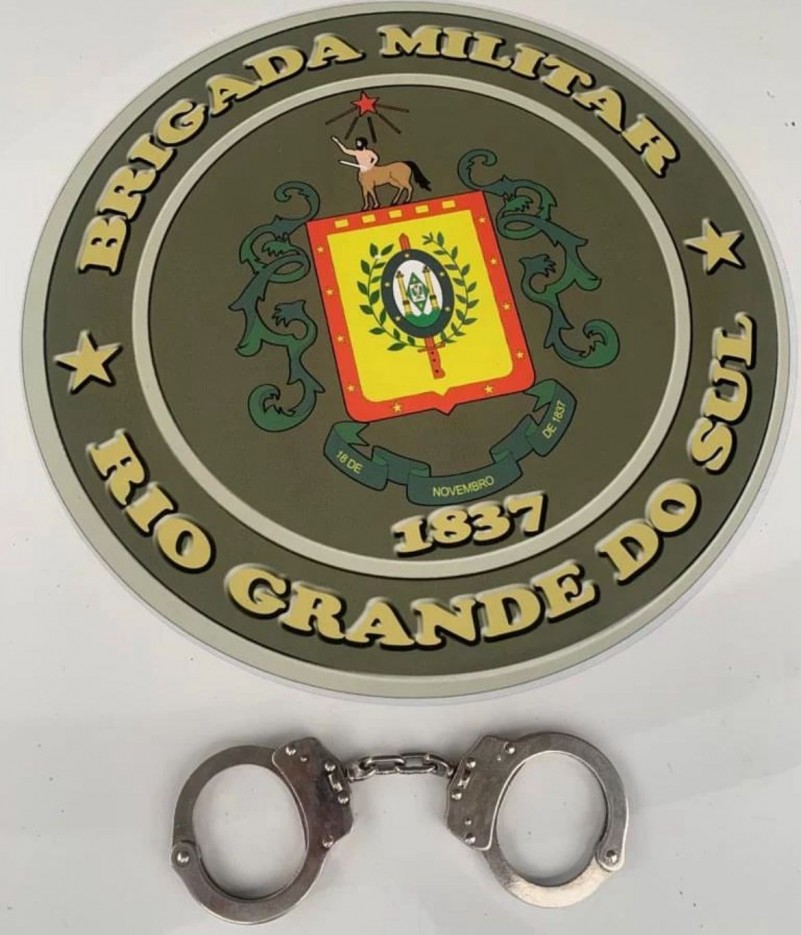 BRIGADA MILITAR
18 DE NOVEMBRO DE 1837
1837
RIO GRANDE DO SUL